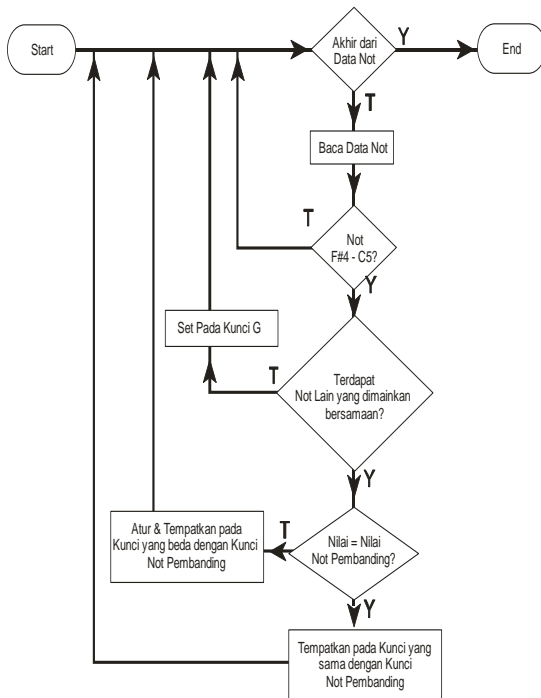 Start
Akhir dari
Data Not
Y
End
T
Baca Data Not
T
Not
F#4 - C5?
Y
Set Pada Kunci G
T
Terdapat
Not Lain yang dimainkan
bersamaan?
Y
Atur & Tempatkan pada
Kunci yang beda dengan Kunci
Not Pembanding
T
Nilai = Nilai
Not Pembanding?
Y
Tempatkan pada Kunci yang
sama dengan Kunci
Not Pembanding